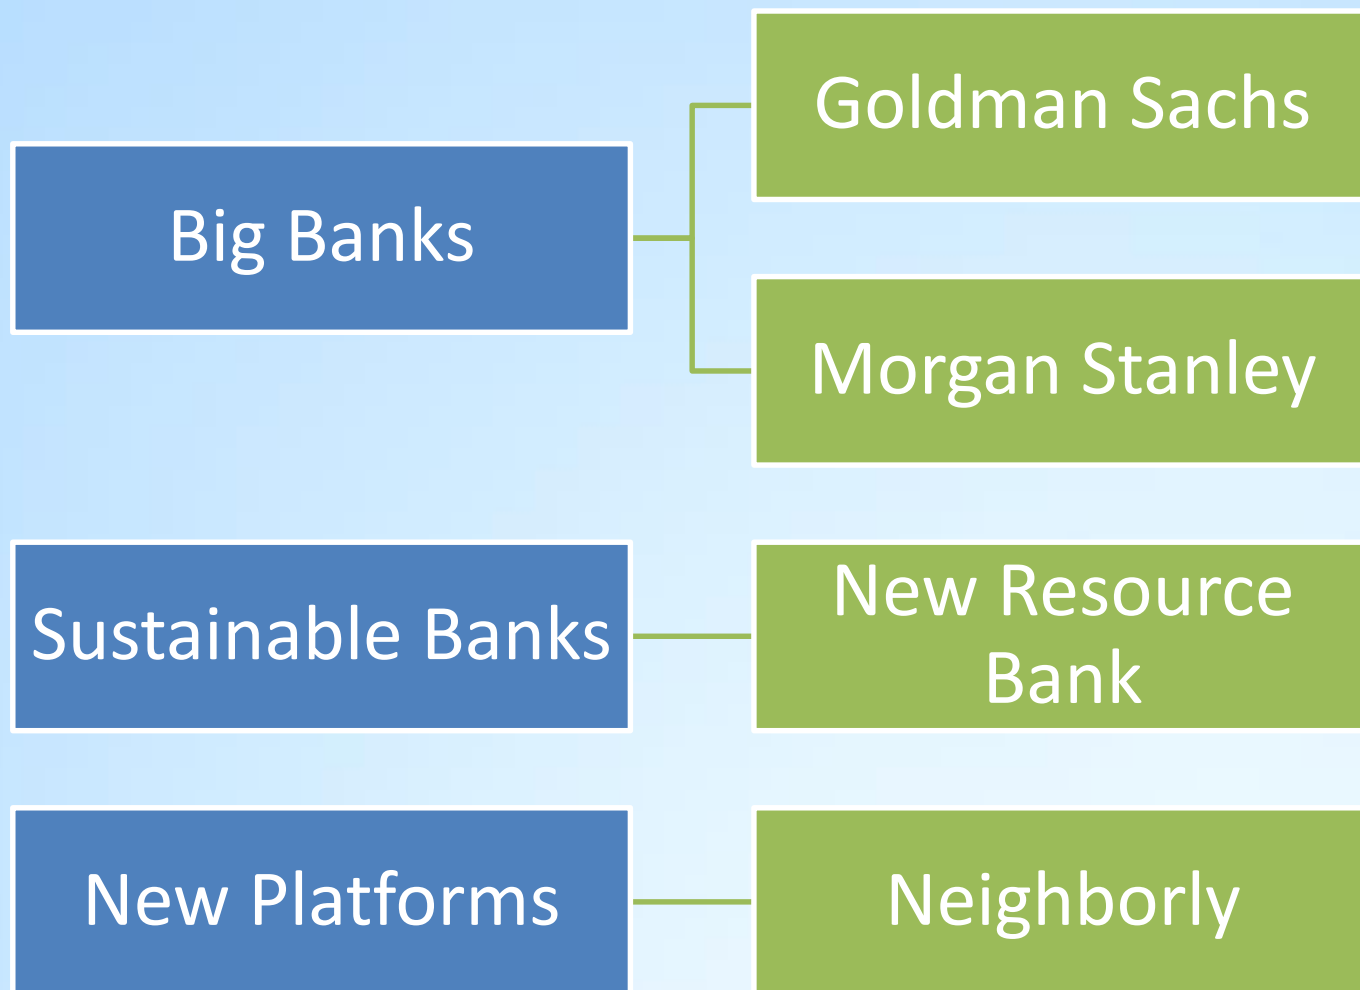 Big Banks
Goldman Sachs
Morgan Stanley
Sustainable Banks
New Resource
Bank
New Platforms
Neighborly